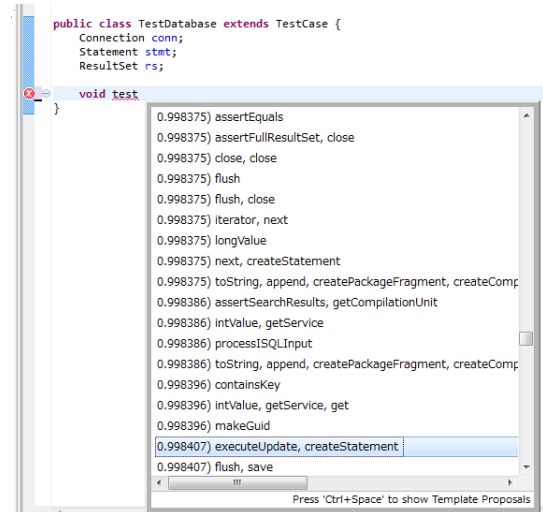 public class TestDatabase extends TestCase {
Connection conn;
Statement stmt;
ResultSet rs;
void test
}
0.998375) assertEquals
0.998375) assertFullResultSet, close
0.998375) close, close
0.998375) flush
0.998375) flush, close
0.998375) iterator, next
0.998375) longValue
0.998375) next, createStatement
0.998375) toString, append, createPackageFragment, createComp
0.998386) assertSearchResults, getCompilationUnit
0.998386) intValue, getService
0.998386) processISQLInput
0.998386) toString, append, createPackageFragment, createComp
0.998396) containsKey
0.998396) intValue, getService, get
0.998396) makeGuid
0.998407) executeUpdate, createStatement
0.998407) flush, save
Press 'Ctrl+Space' to show Template Proposals